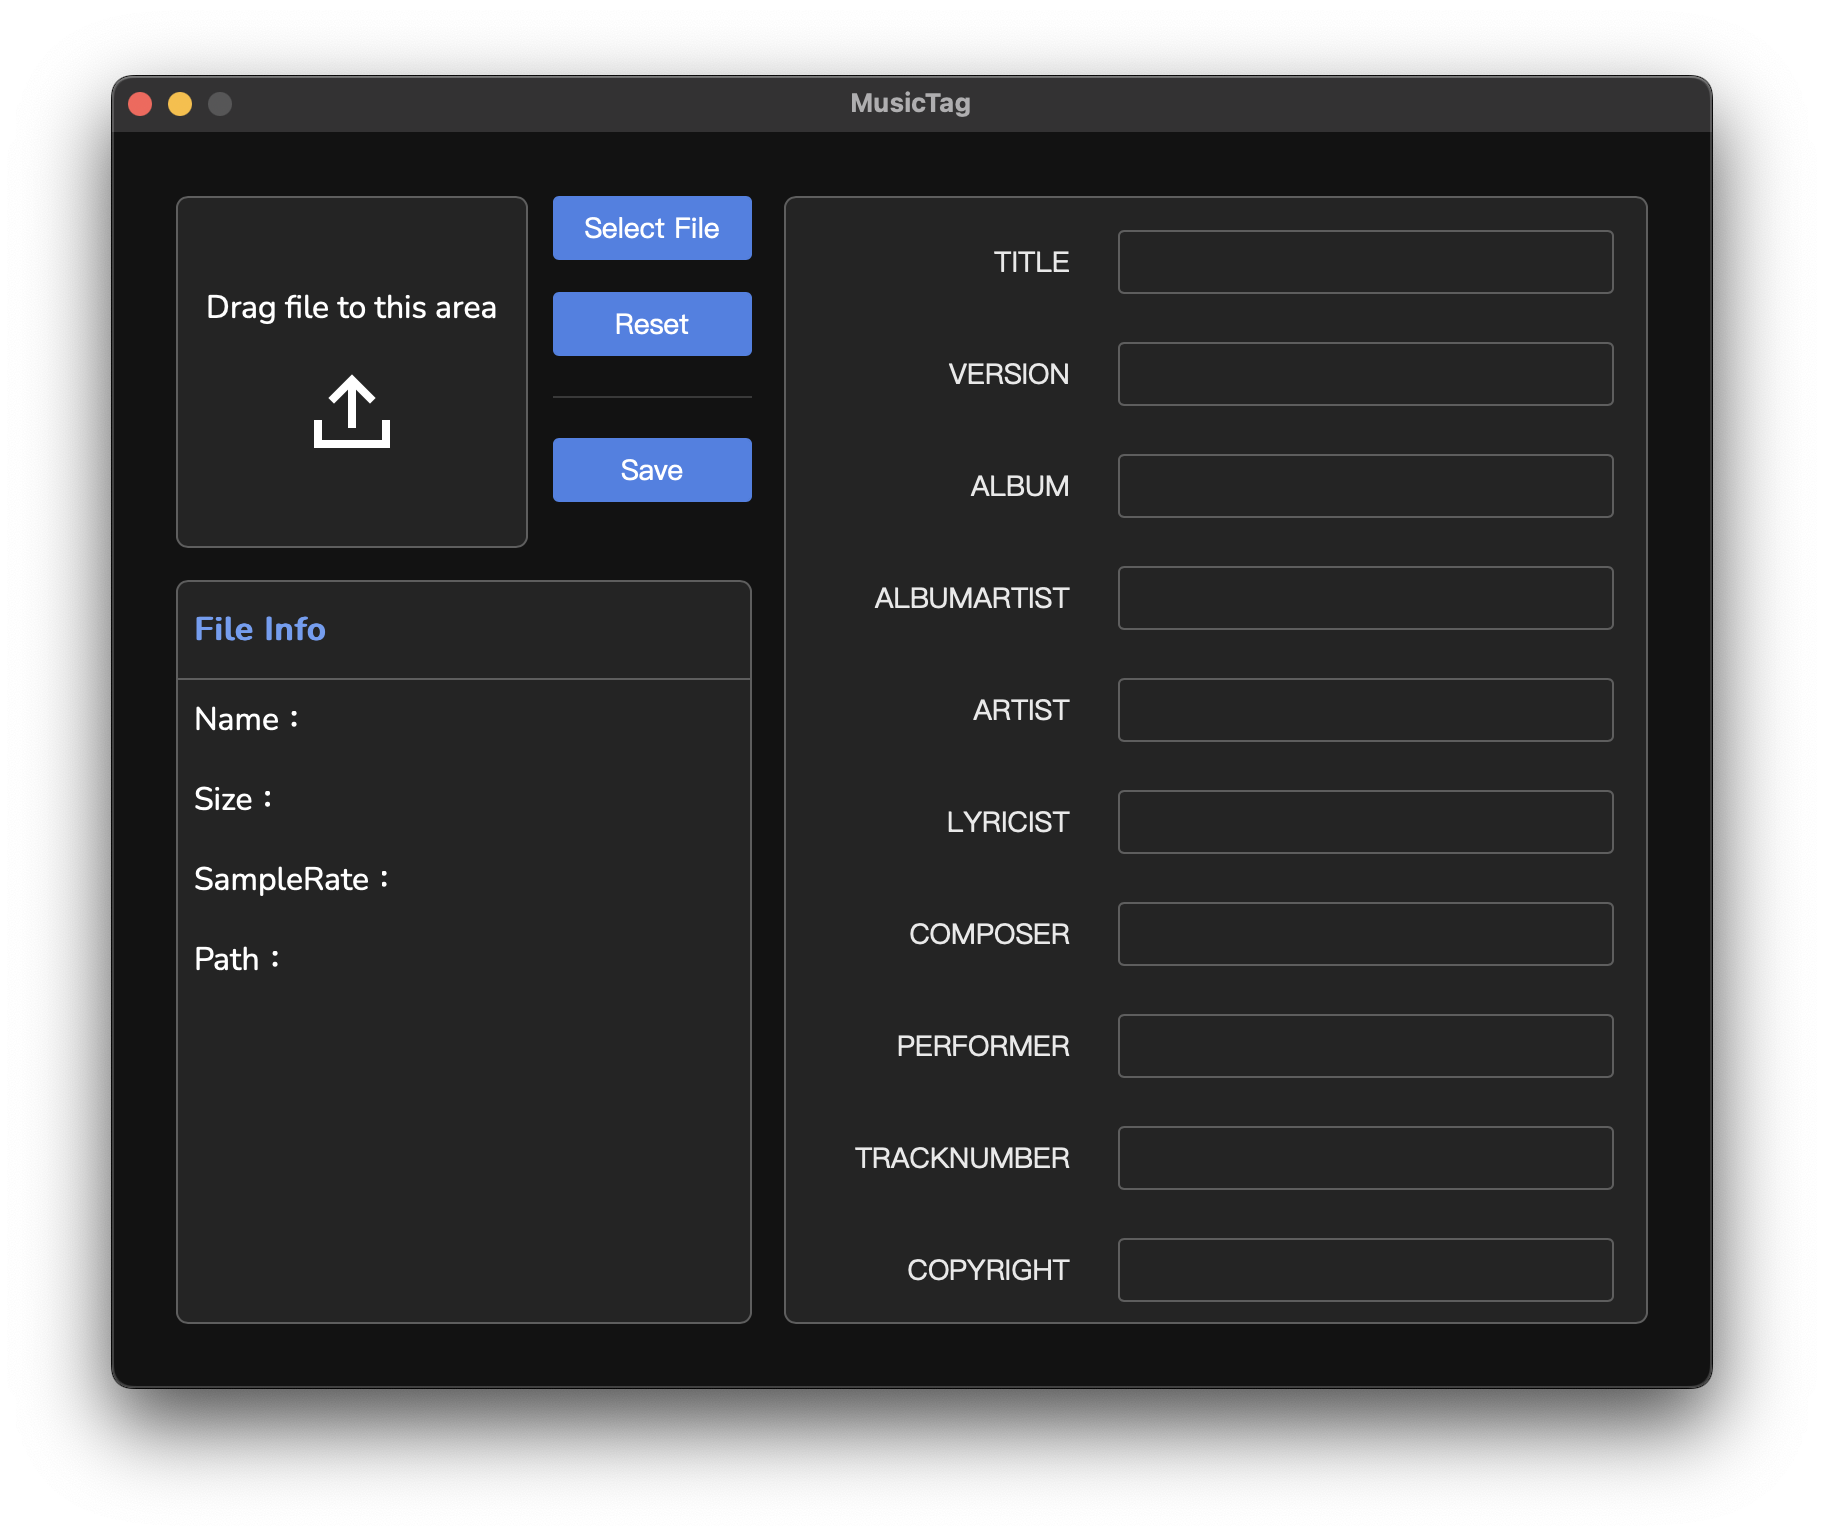 MusicTag
Drag file to this area
Select File
Reset
Save
File Info
Name：
Size：
SampleRate：
Path：
TITLE
VERSION
ALBUM
ALBUMARTIST
ARTIST
LYRICIST
COMPOSER
PERFORMER
TRACKNUMBER
COPYRIGHT